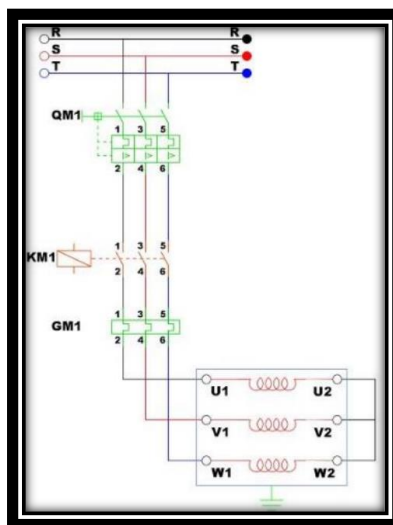 R R
S S
T T
QM1
1 3 5
2 4 6
KM1
1 3 5
2 4 6
GM1
1 3 5
2 4 6
U1 U2
V1 V2
W1 W2